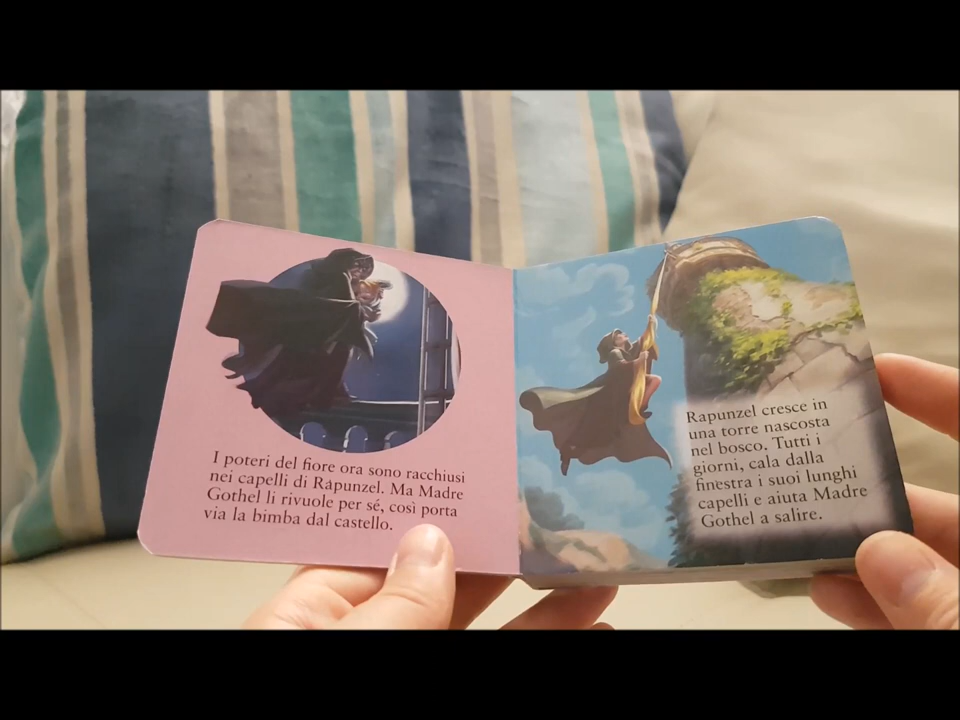 I poteri del fiore ora sono racchiusi
nei capelli di Rapunzel. Ma Madre
Gothel li rivuole per sé, così porta
via la bimba dal castello.
Rapunzel cresce in
una torre nascosta
nel bosco. Tutti i
giorni, cala dalla
finestra i suoi lunghi
capelli e aiuta Madre
Gothel a salire.